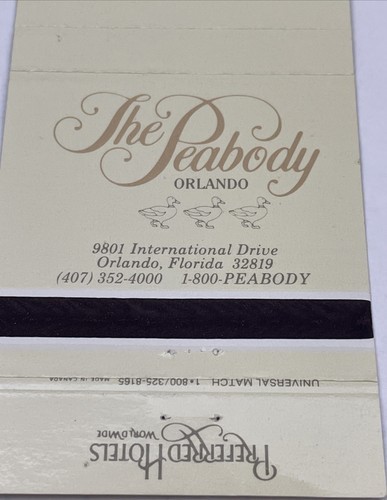 The Peabody
ORLANDO
9801 International Drive
Orlando, Florida 32819
(407) 352-4000 1-800-PEABODY
UNIVERSAL MATCH 1•800/325-8165 MADE IN CANADA
PREFERRED HOTELS
WORLDWIDE